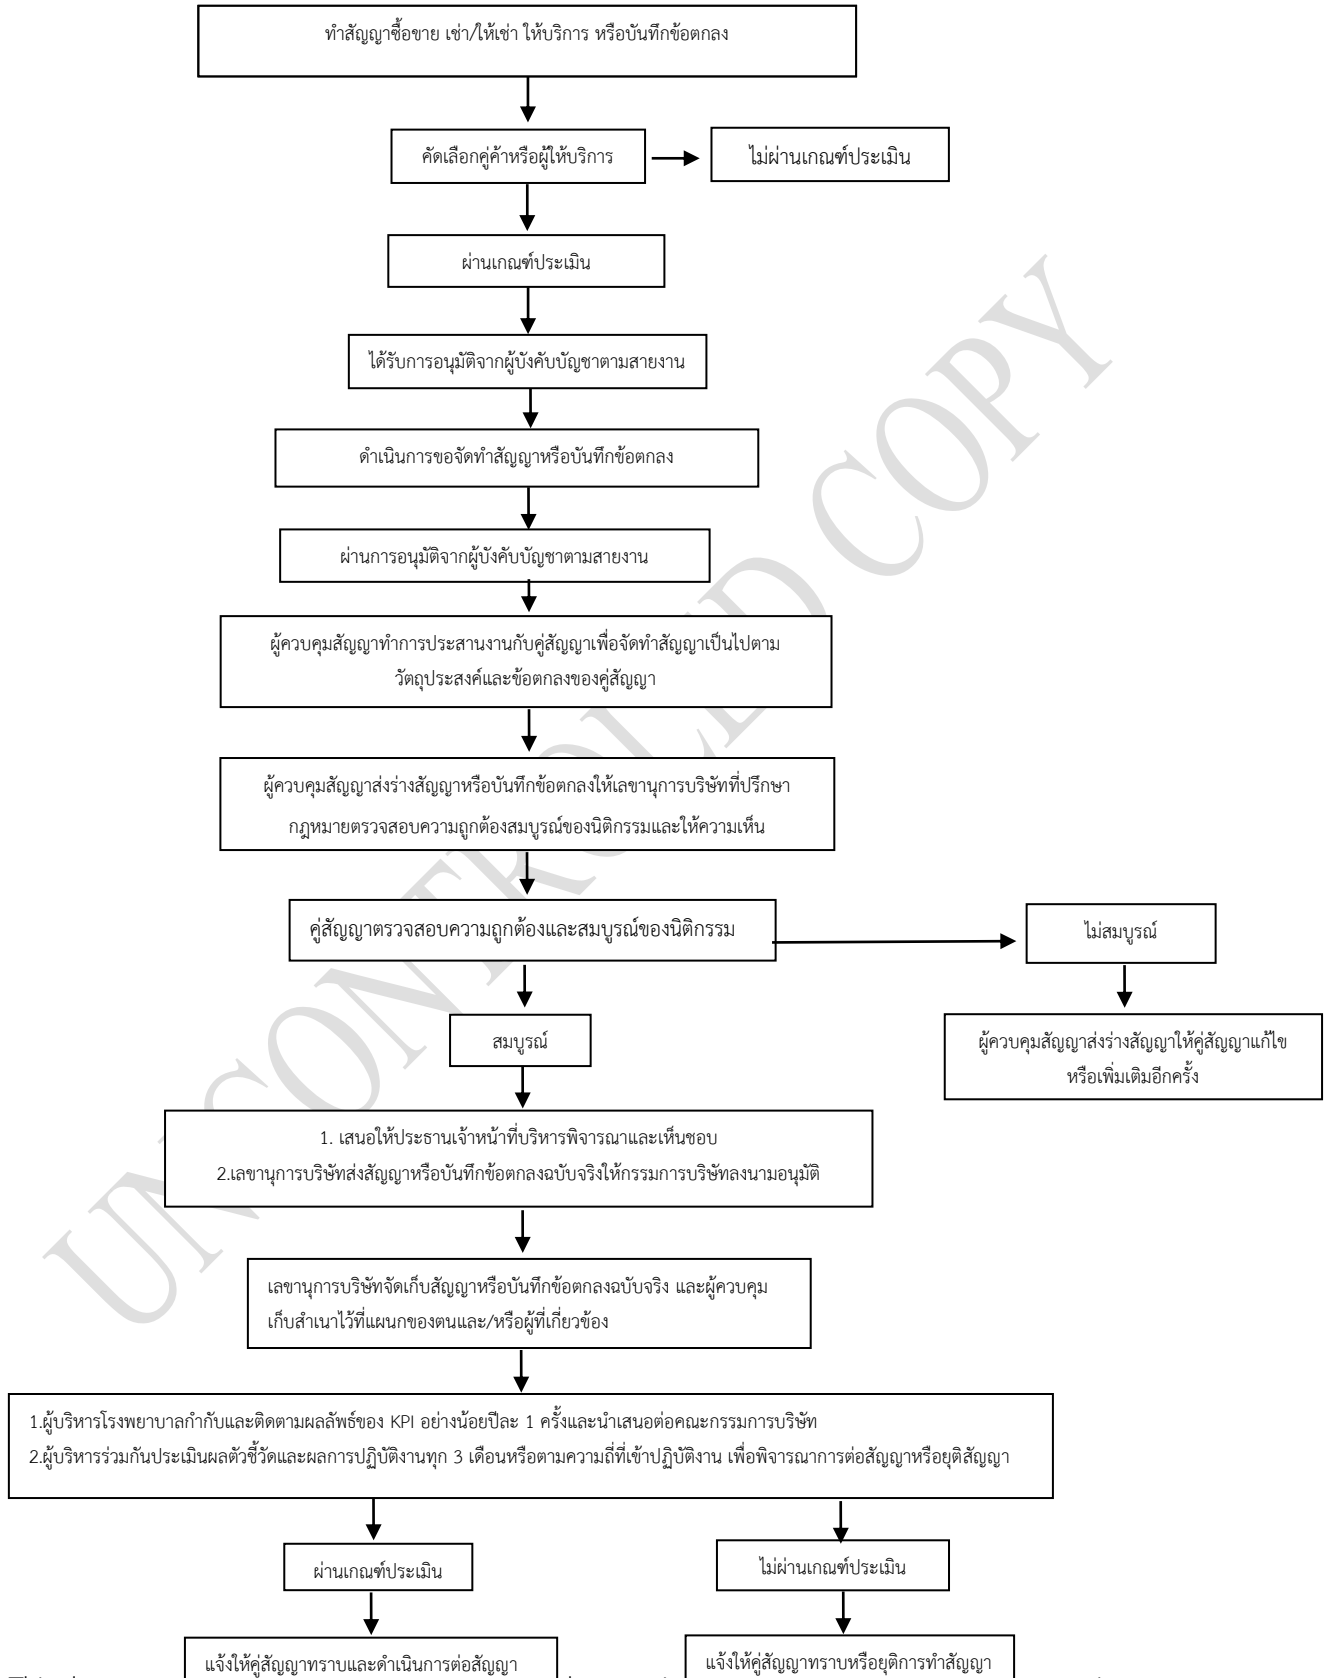 ทำสัญญาซื้อขาย เช่า/ให้เช่า ให้บริการ หรือบันทึกข้อตกลง
คัดเลือกคู่ค้าหรือผู้ให้บริการ
ไม่ผ่านเกณฑ์ประเมิน
ผ่านเกณฑ์ประเมิน
ได้รับการอนุมัติจากผู้บังคับบัญชาตามสายงาน
ดำเนินการขอจัดทำสัญญาหรือบันทึกข้อตกลง
ผ่านการอนุมัติจากผู้บังคับบัญชาตามสายงาน
ผู้ควบคุมสัญญาทำการประสานงานกับคู่สัญญาเพื่อจัดทำสัญญาเป็นไปตาม
วัตถุประสงค์และข้อตกลงของคู่สัญญา
ผู้ควบคุมสัญญาส่งร่างสัญญาหรือบันทึกข้อตกลงให้เลขานุการบริษัทที่ปรึกษา
กฎหมายตรวจสอบความถูกต้องสมบูรณ์ของนิติกรรมและให้ความเห็น
คู่สัญญาตรวจสอบความถูกต้องและสมบูรณ์ของนิติกรรม
ไม่สมบูรณ์
สมบูรณ์
ผู้ควบคุมสัญญาส่งร่างสัญญาให้คู่สัญญาแก้ไข
หรือเพิ่มเติมอีกครั้ง
1. เสนอให้ประธานเจ้าหน้าที่บริหารพิจารณาและเห็นชอบ
2.เลขานุการบริษัทส่งสัญญาหรือบันทึกข้อตกลงฉบับจริงให้กรรมการบริษัทลงนามอนุมัติ
เลขานุการบริษัทจัดเก็บสัญญาหรือบันทึกข้อตกลงฉบับจริง และผู้ควบคุม
เก็บสำเนาไว้ที่แผนกของตนและ/หรือผู้ที่เกี่ยวข้อง
1.ผู้บริหารโรงพยาบาลกำกับและติดตามผลลัพธ์ของ KPI อย่างน้อยปีละ 1 ครั้งและนำเสนอต่อคณะกรรมการบริษัท
2.ผู้บริหารร่วมกันประเมินผลตัวชี้วัดและผลการปฏิบัติงานทุก 3 เดือนหรือตามความถี่ที่เข้าปฏิบัติงาน เพื่อพิจารณาการต่อสัญญาหรือยุติสัญญา
ผ่านเกณฑ์ประเมิน
ไม่ผ่านเกณฑ์ประเมิน
แจ้งให้คู่สัญญาทราบและดำเนินการต่อสัญญา
แจ้งให้คู่สัญญาทราบหรือยุติการทำสัญญา
UNCONTROLLED COPY